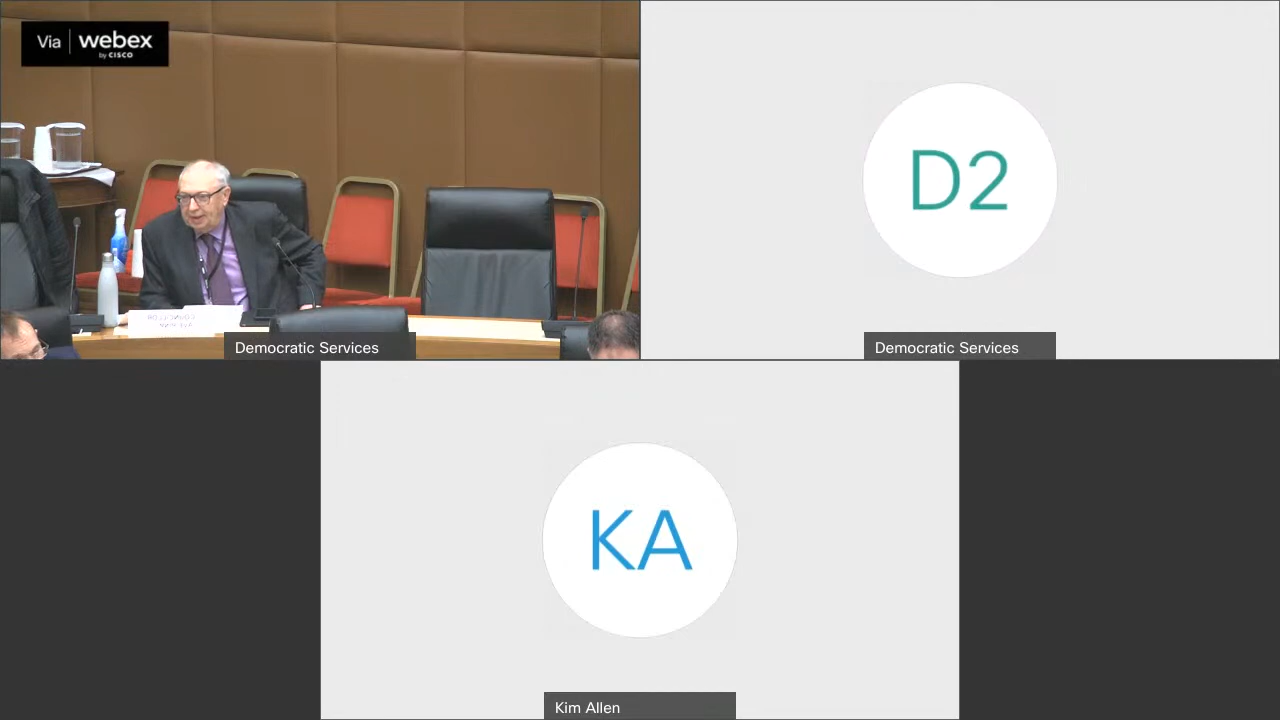 Via webex
by CISCO
D2
Democratic Services
Democratic Services
KA
Kim Allen